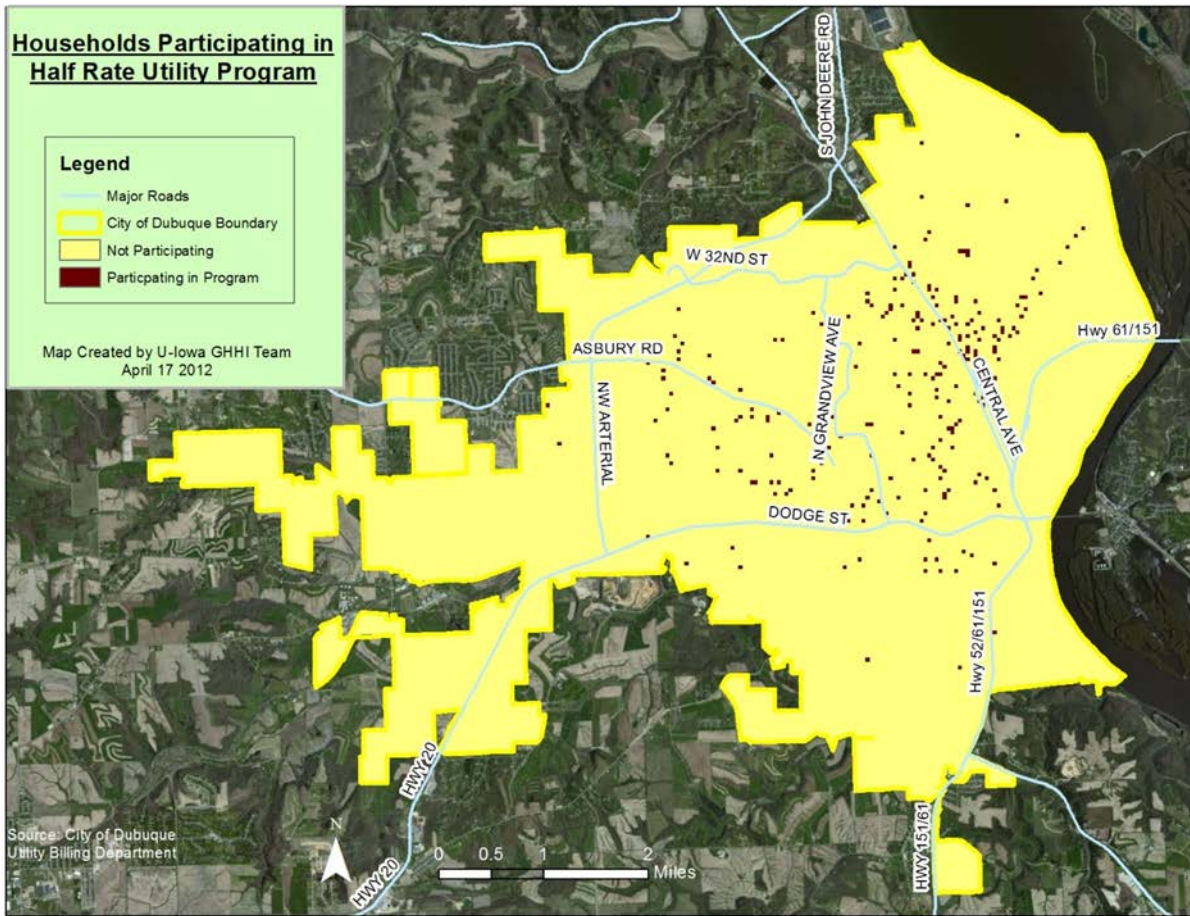 Households Participating in
Half Rate Utility Program
Legend
Major Roads
City of Dubuque Boundary
Not Participating
Particpating in Program
Map Created by U-Iowa GHHI Team
April 17 2012
S JOHN DEERE RD
W 32ND ST
Hwy 61/151
ASBURY RD
N GRANDVIEW AVE
CENTRAL AVE
NW ARTERIAL
DODGE ST
Hwy 52/61/151
HWY 20
HWY 151/61
HWY 20
Source: City of Dubuque
Utility Billing Department
N
0 0.5 1 2
Miles